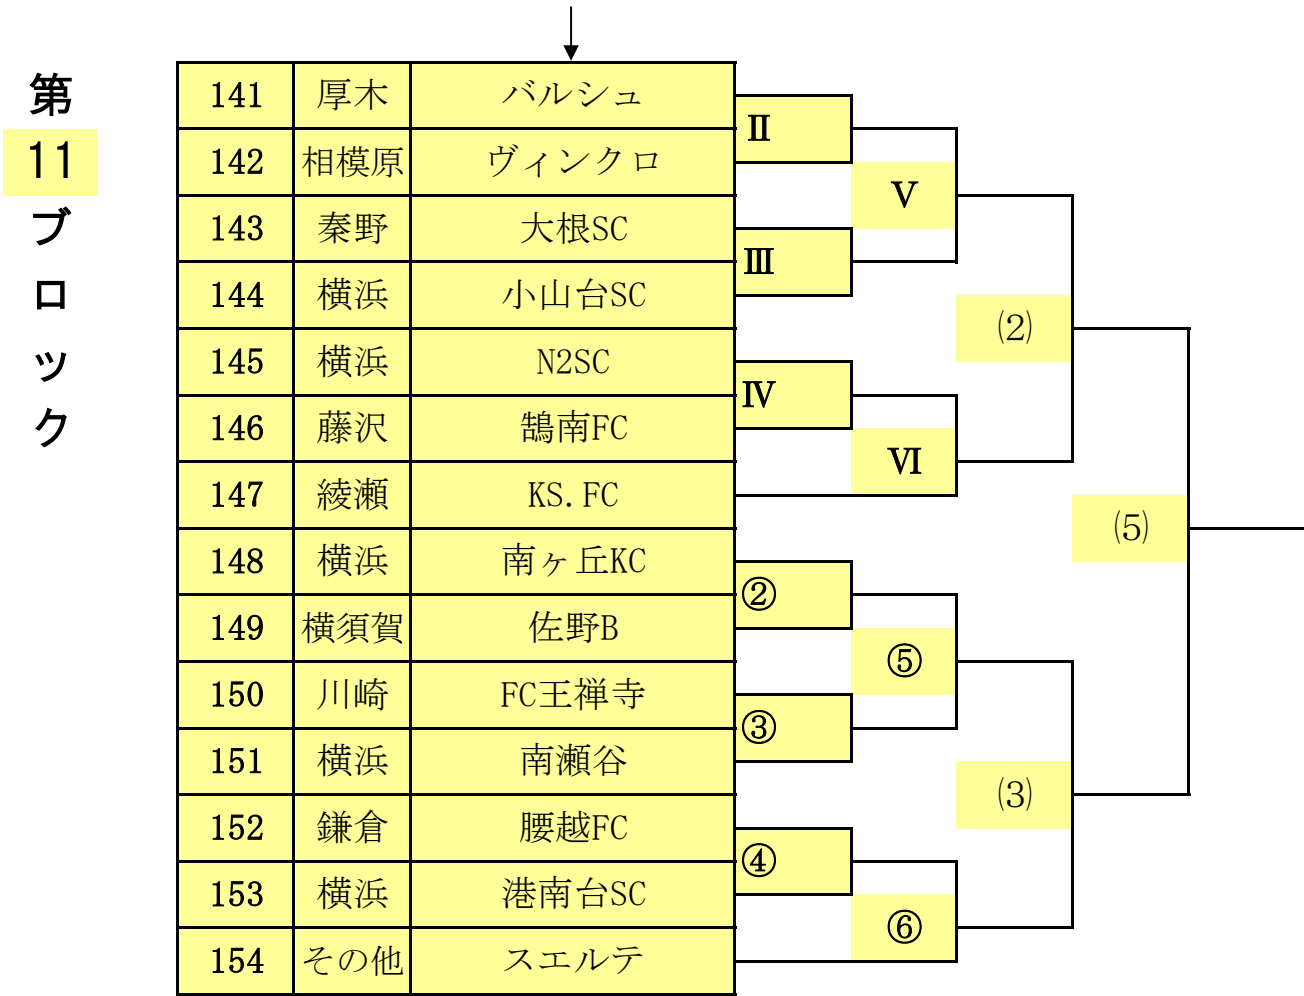 第
11
ブ
ロ
ッ
ク
141 厚木 バルシュ
142 相模原 ヴィンクロ
143 秦野 大根SC
144 横浜 小山台SC
145 横浜 N2SC
146 藤沢 鵠南FC
147 綾瀬 KS.FC
148 横浜 南ヶ丘KC
149 横須賀 佐野B
150 川崎 FC王禅寺
151 横浜 南瀬谷
152 鎌倉 腰越FC
153 横浜 港南台SC
154 その他 スエルテ
Ⅱ
Ⅲ
Ⅳ
②
③
④
Ⅴ
Ⅵ
⑤
⑥
⑵
⑶
⑸